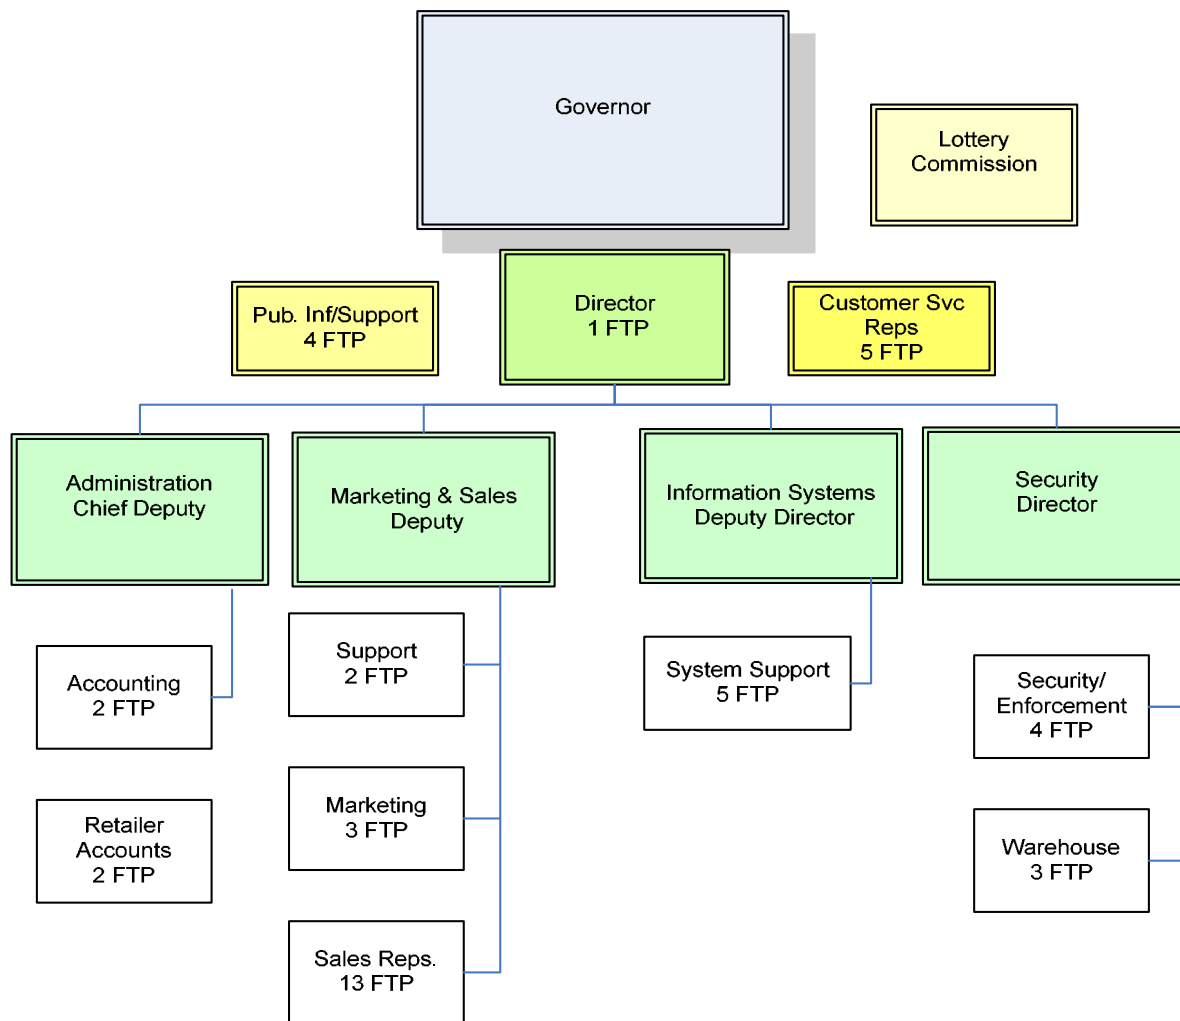 Governor
Lottery
Commission
Pub. Inf/Support
4 FTP
Director
1 FTP
Customer Svc
Reps
5 FTP
Administration
Chief Deputy
Marketing & Sales
Deputy
Information Systems
Deputy Director
Security
Director
Accounting
2 FTP
Retailer
Accounts
2 FTP
Support
2 FTP
Marketing
3 FTP
Sales Reps.
13 FTP
System Support
5 FTP
Security/
Enforcement
4 FTP
Warehouse
3 FTP